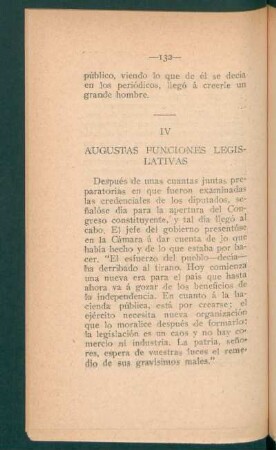 —132—
público, viendo lo que de él se decía
en los periódicos, llegó á creerle un
grande hombre.
IV
AUGUSTAS FUNCIONES LEGIS-
LATIVAS
Después de unas cuantas juntas pre-
paratorias en que fueron examinadas
las credenciales de los diputados, se-
ñalóse día para la apertura del Con-
greso constituyente, y tal día llegó al
cabo. El jefe del gobierno presentóse
en la Cámara á dar cuenta de lo que
había hecho y de lo que estaba por ha-
cer. "El esfuerzo del pueblo—decía—
ha derribado al tirano. Hoy comienza
una nueva era para el país que hasta
ahora va á gozar de los beneficios de
la independencia. En cuanto á la ha-
cienda pública, está por crearse; el
ejército necesita nueva organización
que lo moralice después de formarlo;
la legislación es un caos y no hay co-
mercio ni industria. La patria, seño-
res, espera de vuestras luces el reme-
dio de sus gravísimos males."